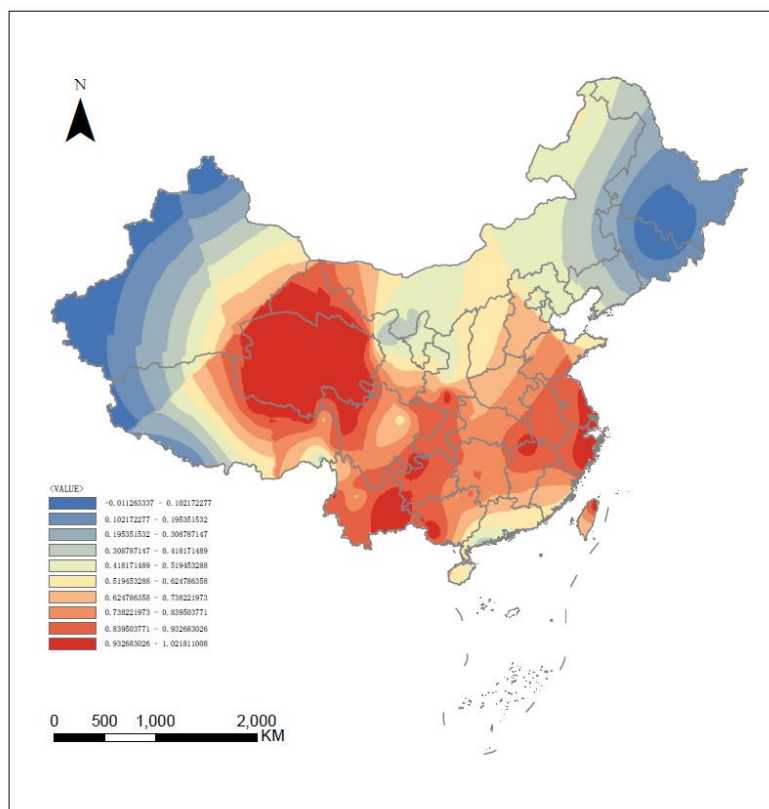 N
<VALUE>
-0.011263337 - 0.102172277
0.102172277 - 0.195351532
0.195351532 - 0.308787147
0.308787147 - 0.418171489
0.418171489 - 0.519453288
0.519453288 - 0.624786358
0.624786358 - 0.738221973
0.738221973 - 0.839503771
0.839503771 - 0.932683026
0.932683026 - 1.021811008
0 500 1,000 2,000
KM